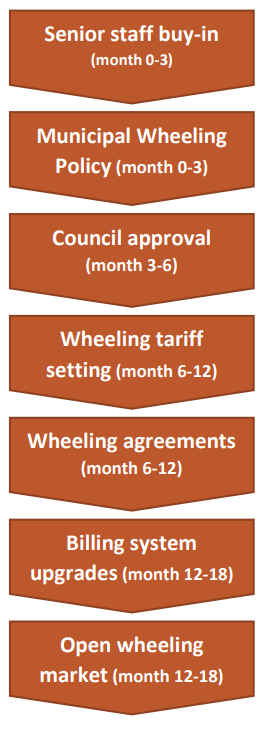 Senior staff buy-in
(month 0-3)
Municipal Wheeling
Policy (month 0-3)
Council approval
(month 3-6)
Wheeling tariff
setting (month 6-12)
Wheeling agreements
(month 6-12)
Billing system
upgrades (month 12-18)
Open wheeling
market (month 12-18)